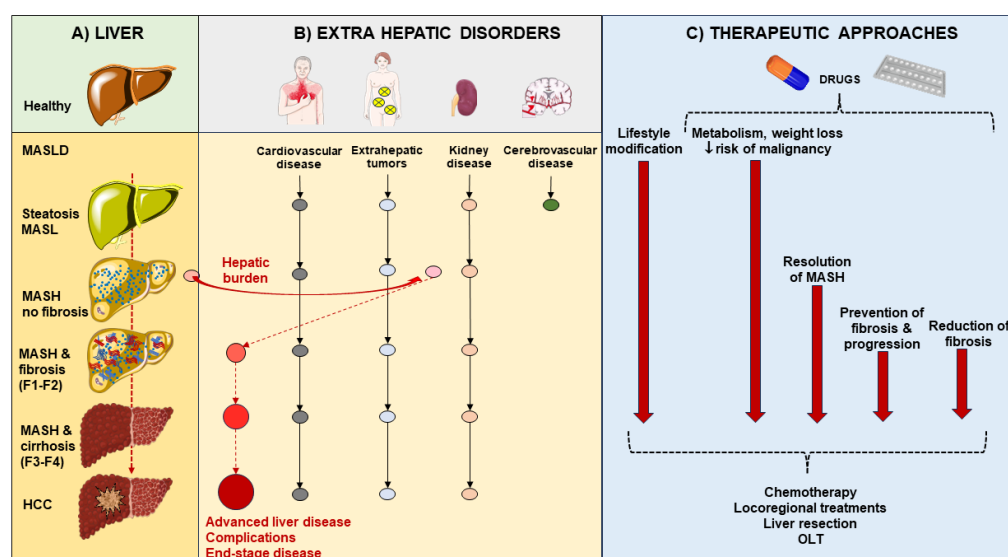 A) LIVER
Healthy
MASLD
Steatosis
MASL
MASH
no fibrosis
MASH &
fibrosis
(F1-F2)
MASH &
cirrhosis
(F3-F4)
HCC
B) EXTRA HEPATIC DISORDERS
Cardiovascular
disease
Extrahepatic
tumors
Kidney
disease
Cerebrovascular
disease
Hepatic
burden
Advanced liver disease
Complications
End-stage disease
C) THERAPEUTIC APPROACHES
DRUGS
Lifestyle
modification
Metabolism, weight loss
↓ risk of malignancy
Resolution
of MASH
Prevention of
fibrosis &
progression
Reduction of
fibrosis
Chemotherapy
Locoregional treatments
Liver resection
OLT